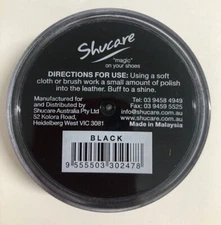 Shucare
"magic"
on your shoes
DIRECTIONS FOR USE: Using a soft
cloth or brush work a small amount of polish
into the leather. Buff to a shine.
Manufactured for
and Distributed by
Shucare Australia Pty Ltd
52 Kolora Road,
Heidelberg West VIC 3081
Tel: 03 9458 4949
Fax: 03 9459 5525
info@shucare.com.au
www.shucare.com.au
Made in Malaysia
BLACK
9 555503 302478